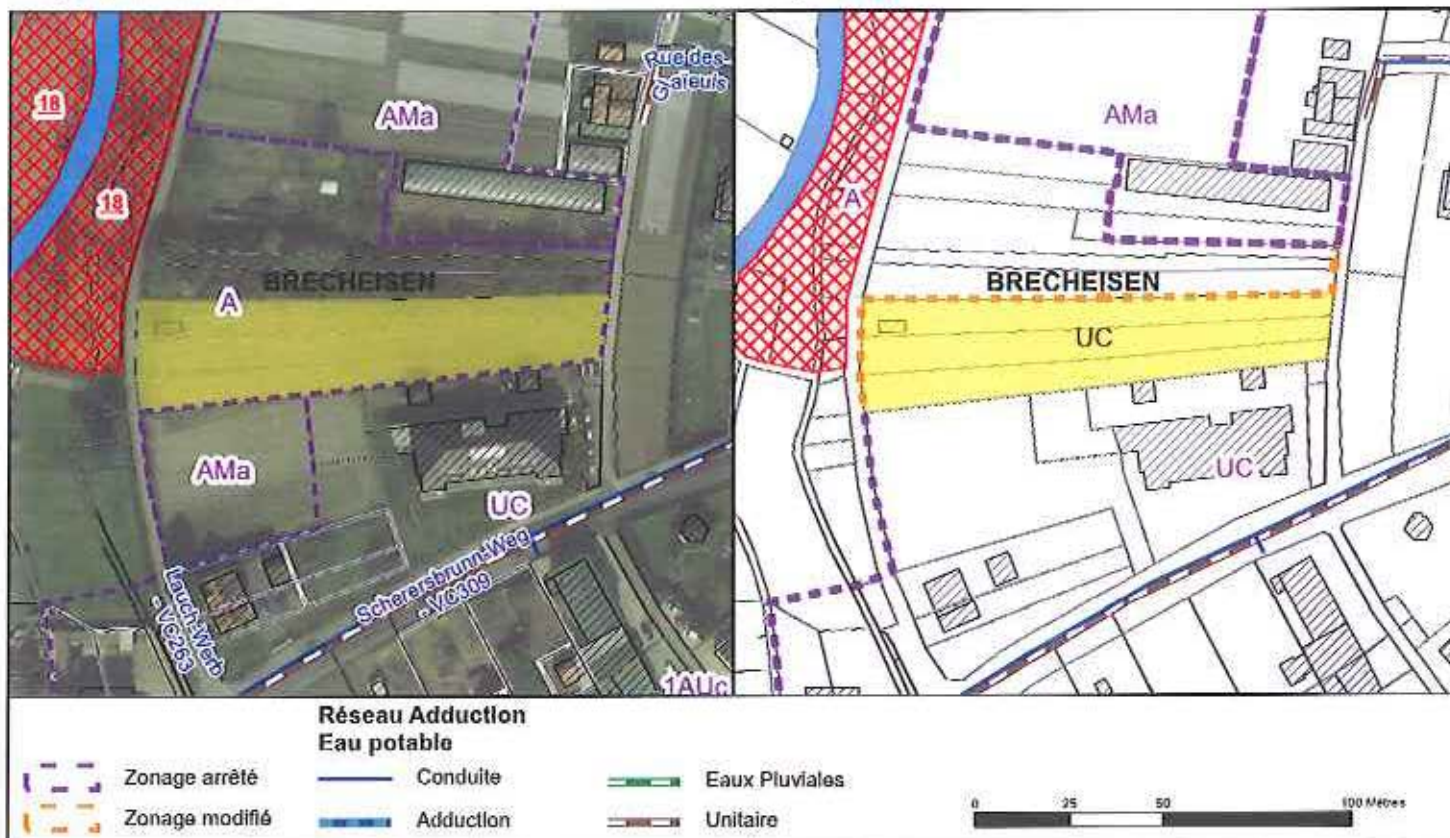 18
18
AMa
Rue des
Glaïeuls
BRECHEISEN
A
AMa
UC
Scherersbrunn-Weg
- VC309
Lauch-Werb
- VC263
1AUc
AMa
A
BRECHEISEN
UC
UC
Réseau Adduction
Eau potable
Zonage arrêté
Conduite
Eaux Pluviales
Zonage modifié
Adduction
Unitaire
0 25 50 100 Mètres